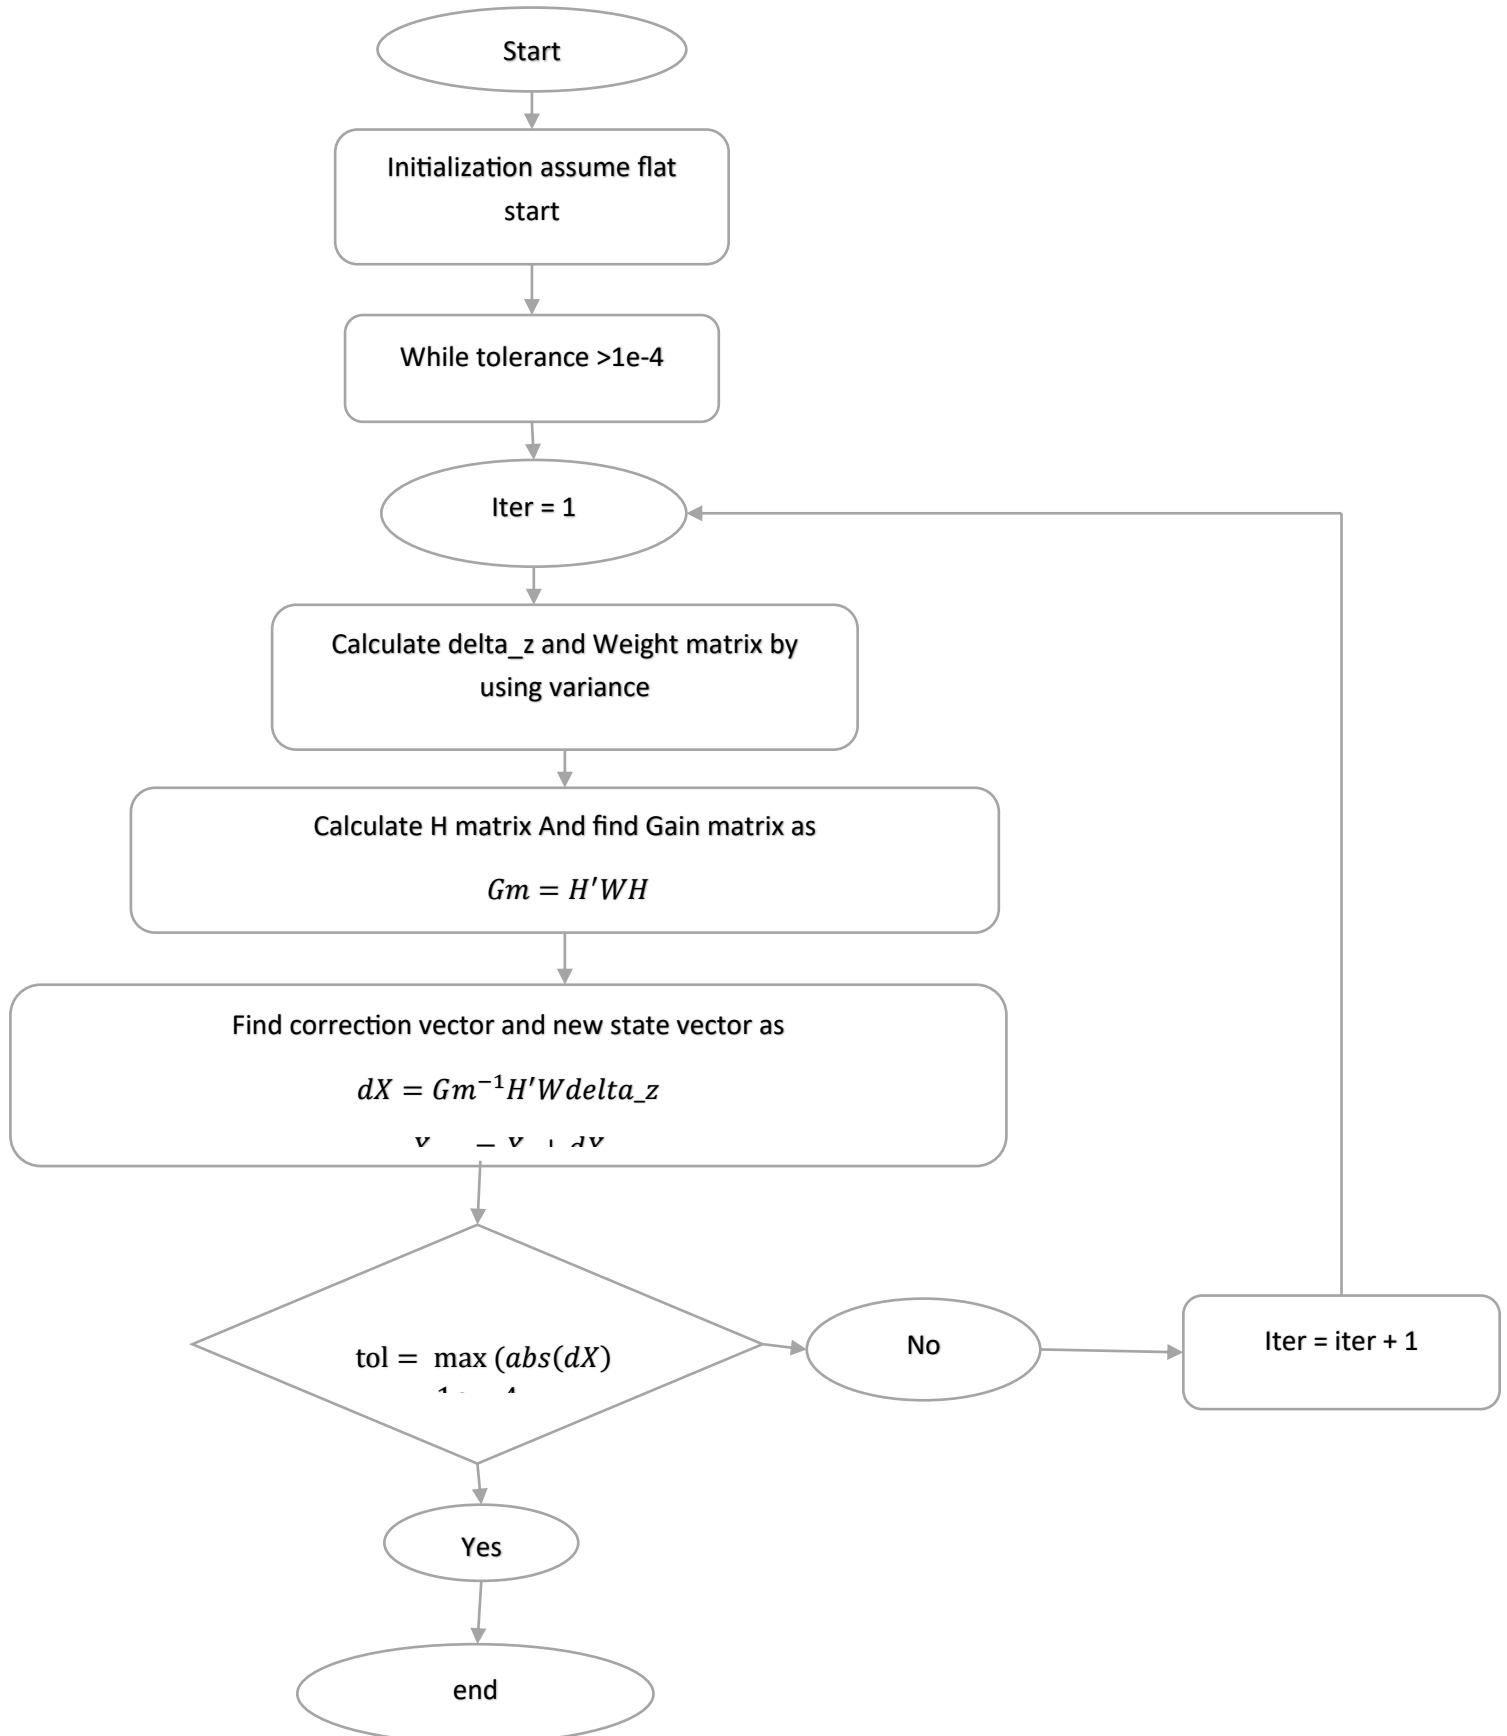 Start
Initialization assume flat
start
While tolerance >1e-4
Iter = 1
Calculate delta_z and Weight matrix by
using variance
Calculate H matrix And find Gain matrix as
Gm = H′WH
Find correction vector and new state vector as
dX = Gm⁻¹H′Wdelta_z
tol = max (abs(dX)
No
Iter = iter + 1
Yes
end